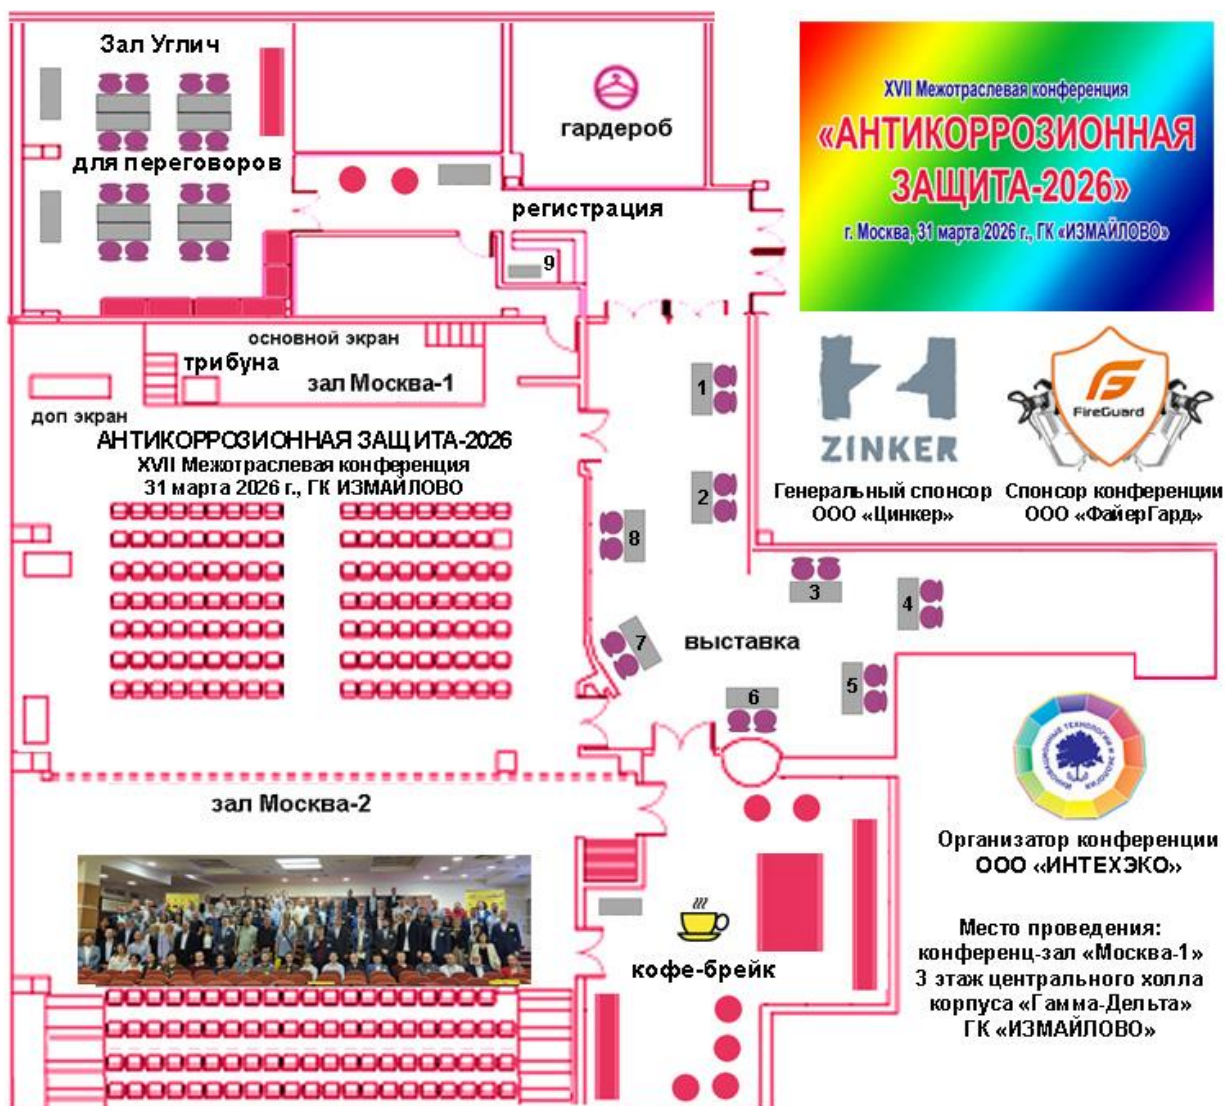 Зал Углич
для переговоров
гардероб
регистрация
9
XVII Межотраслевая конференция
«АНТИКОРРОЗИОННАЯ
ЗАЩИТА-2026»
г. Москва, 31 марта 2026 г., ГК «ИЗМАЙЛОВО»
основной экран
трибуна
зал Москва-1
доп экран
АНТИКОРРОЗИОННАЯ ЗАЩИТА-2026
XVII Межотраслевая конференция
31 марта 2026 г., ГК ИЗМАЙЛОВО
1
2
8
3
4
7
выставка
5
6
ZINKER
Генеральный спонсор
ООО «Цинкер»
FireGuard
Спонсор конференции
ООО «ФайерГард»
зал Москва-2
кофе-брейк
ИННОВАЦИОННЫЕ ТЕХНОЛОГИИ И ЭКОЛОГИЯ
Организатор конференции
ООО «ИНТЕХЭКО»
Место проведения:
конференц-зал «Москва-1»
3 этаж центрального холла
корпуса «Гамма-Дельта»
ГК «ИЗМАЙЛОВО»